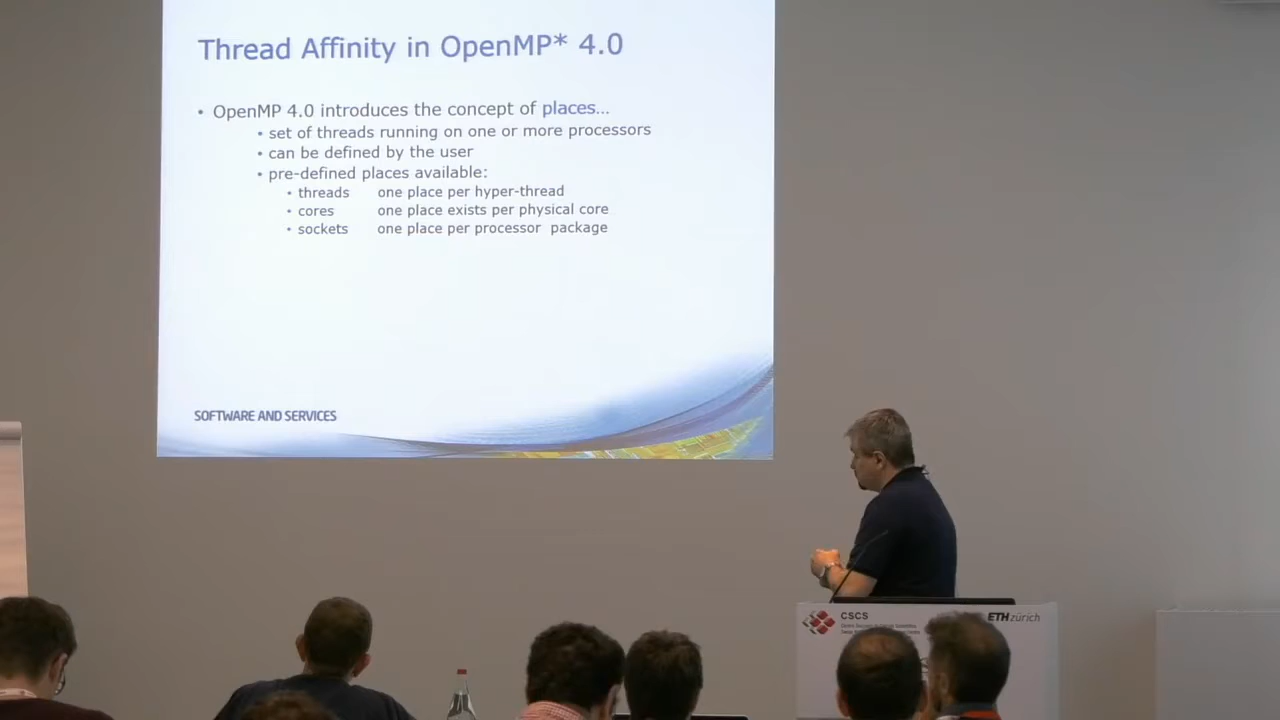 Thread Affinity in OpenMP* 4.0
• OpenMP 4.0 introduces the concept of places...
• set of threads running on one or more processors
• can be defined by the user
• pre-defined places available:
• threads one place per hyper-thread
• cores one place exists per physical core
• sockets one place per processor package
SOFTWARE AND SERVICES
CSCS
ETH zürich